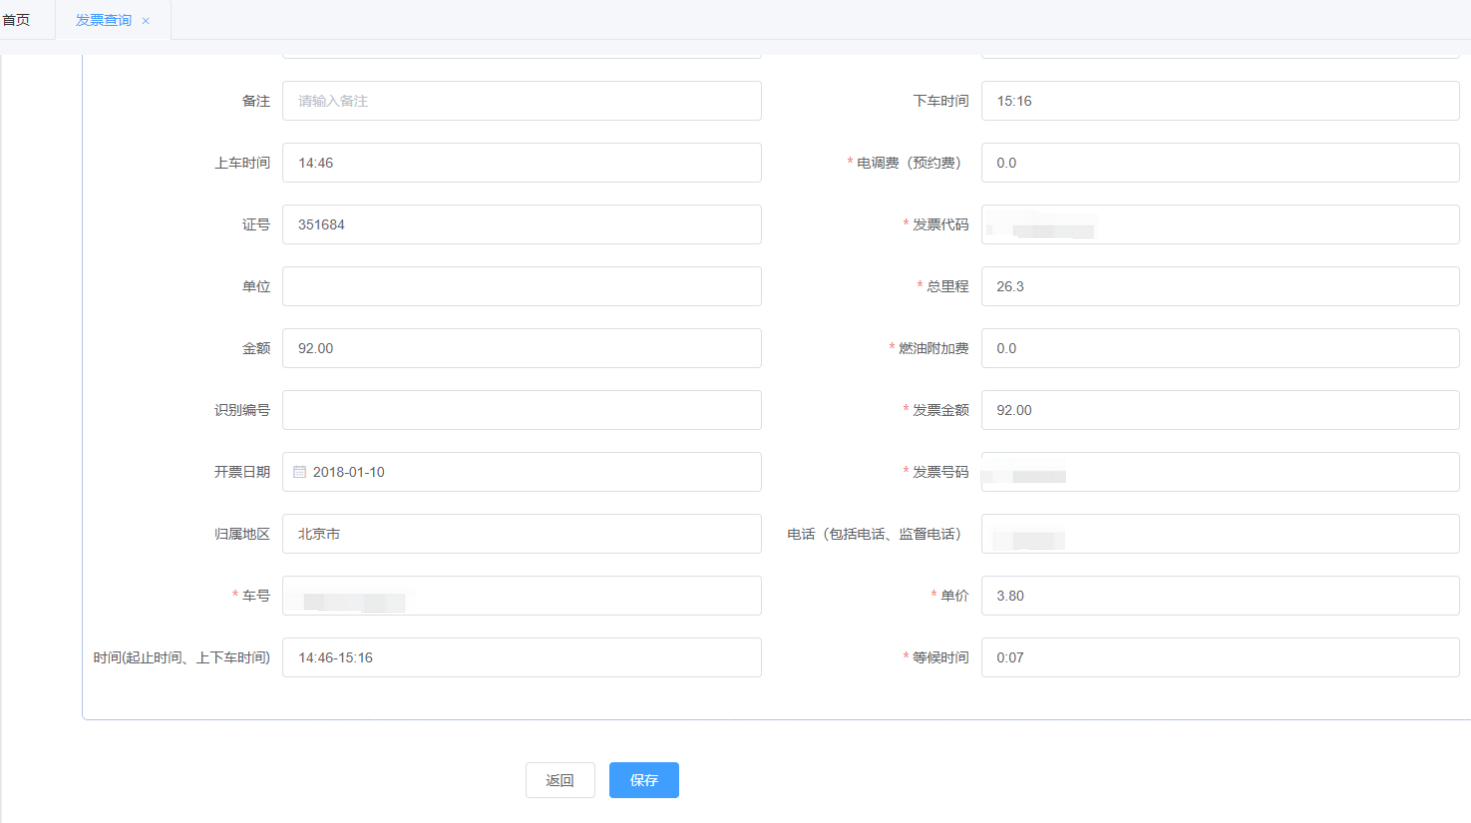 首页 发票查询 ×
备注 请输入备注 下车时间 15:16
上车时间 14:46 * 电调费（预约费） 0.0
证号 351684 * 发票代码
单位 * 总里程 26.3
金额 92.00 * 燃油附加费 0.0
识别编号 * 发票金额 92.00
开票日期 2018-01-10 * 发票号码
归属地区 北京市 电话（包括电话、监督电话）
* 车号 * 单价 3.80
时间(起止时间、上下车时间) 14:46-15:16 * 等候时间 0:07
返回 保存